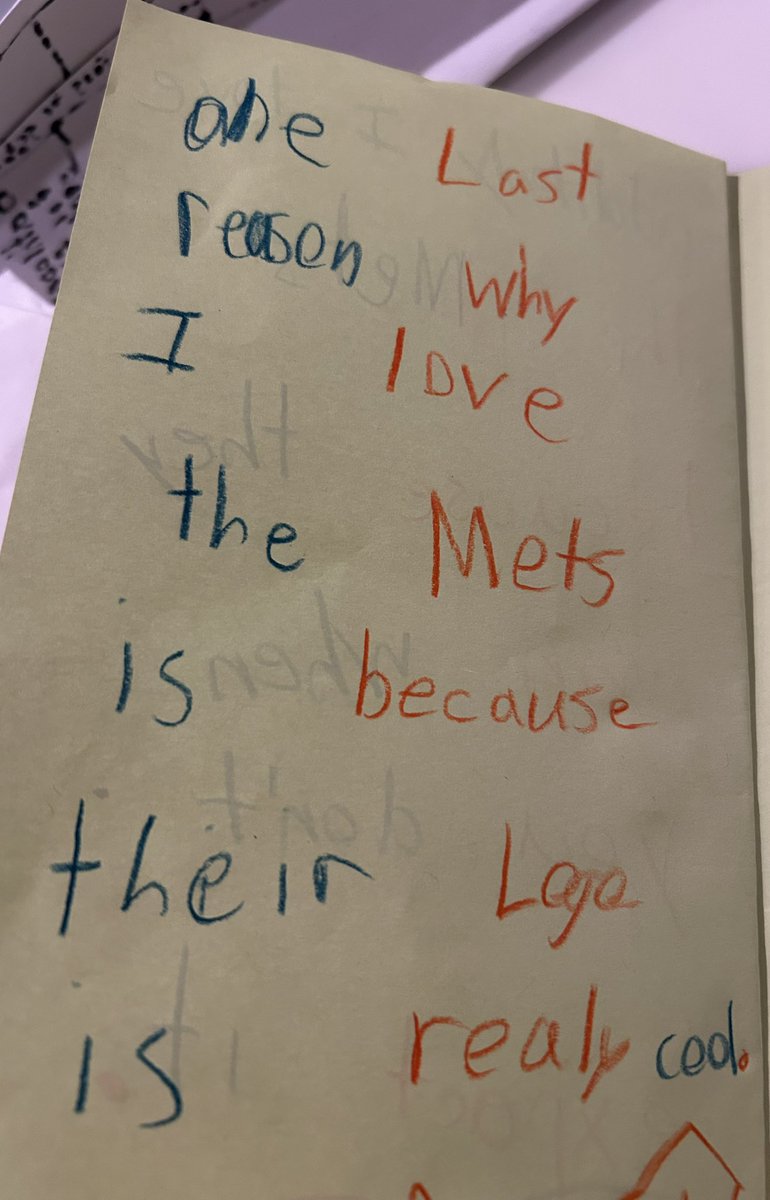 one Last
reason why
I love
the Mets
is because
their Logo
is realy cool.